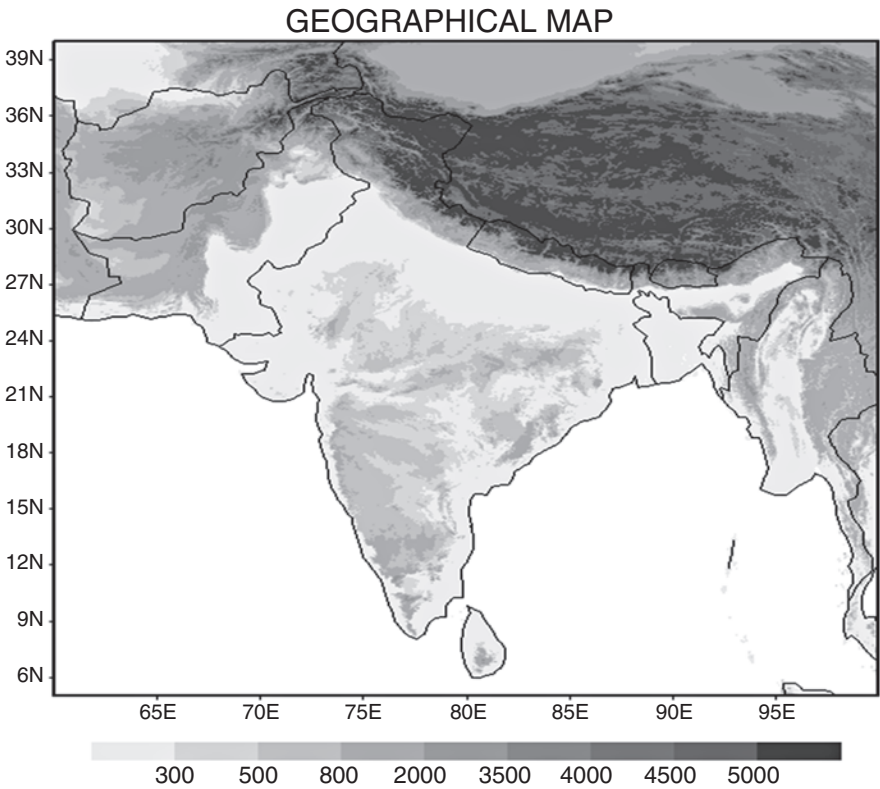 GEOGRAPHICAL MAP
39N
36N
33N
30N
27N
24N
21N
18N
15N
12N
9N
6N
65E 70E 75E 80E 85E 90E 95E
300 500 800 2000 3500 4000 4500 5000